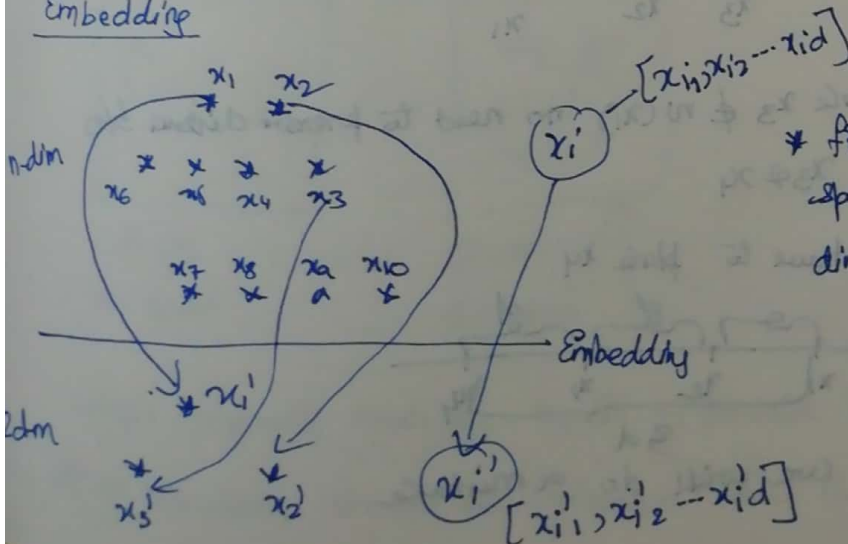 Embedding
x₁ x₂
[xi₁, xi₂ --- xid]
xi
n-dim
x₆ x₅ x₄ x₃
x₇ x₈ x₉ x₁₀
Embedding
x₁'
2dim
x₃' x₂'
xi'
[xi'₁, xi'₂ --- xi'd]